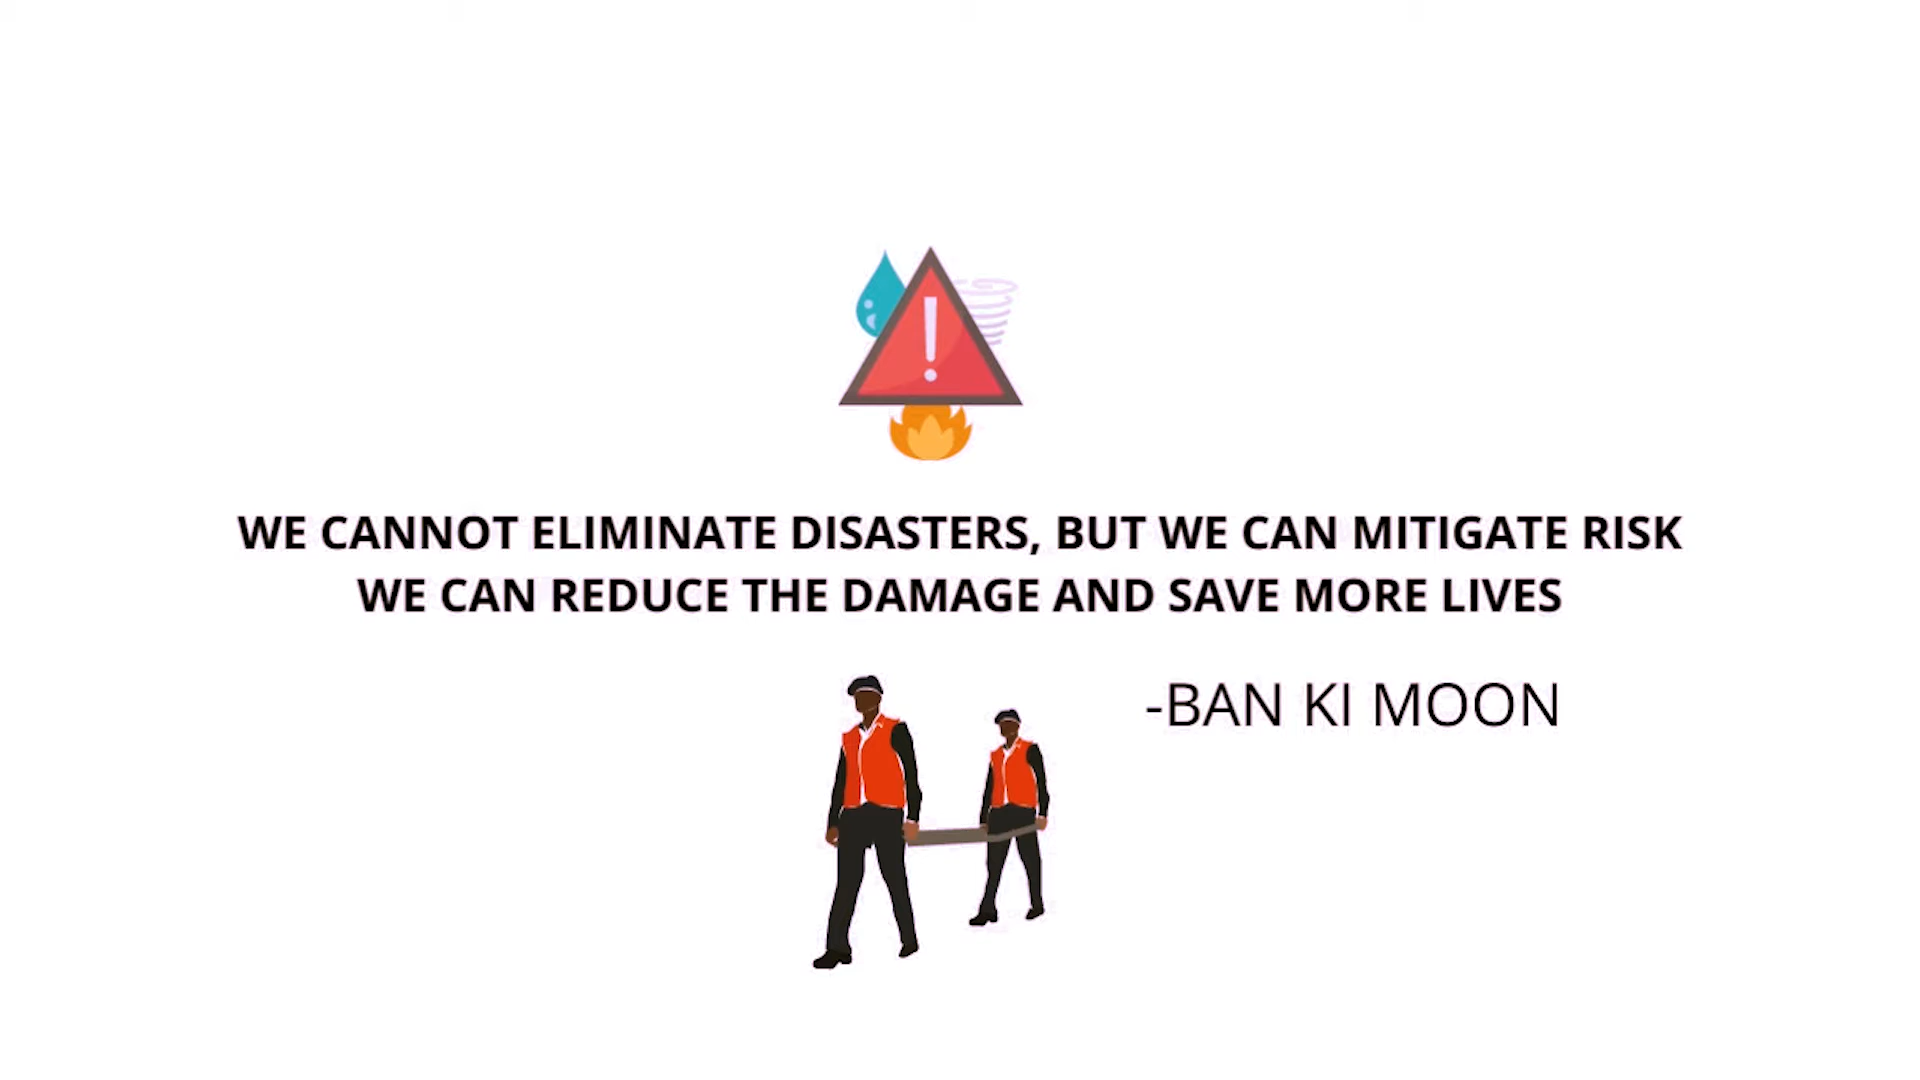 WE CANNOT ELIMINATE DISASTERS, BUT WE CAN MITIGATE RISK
WE CAN REDUCE THE DAMAGE AND SAVE MORE LIVES
-BAN KI MOON